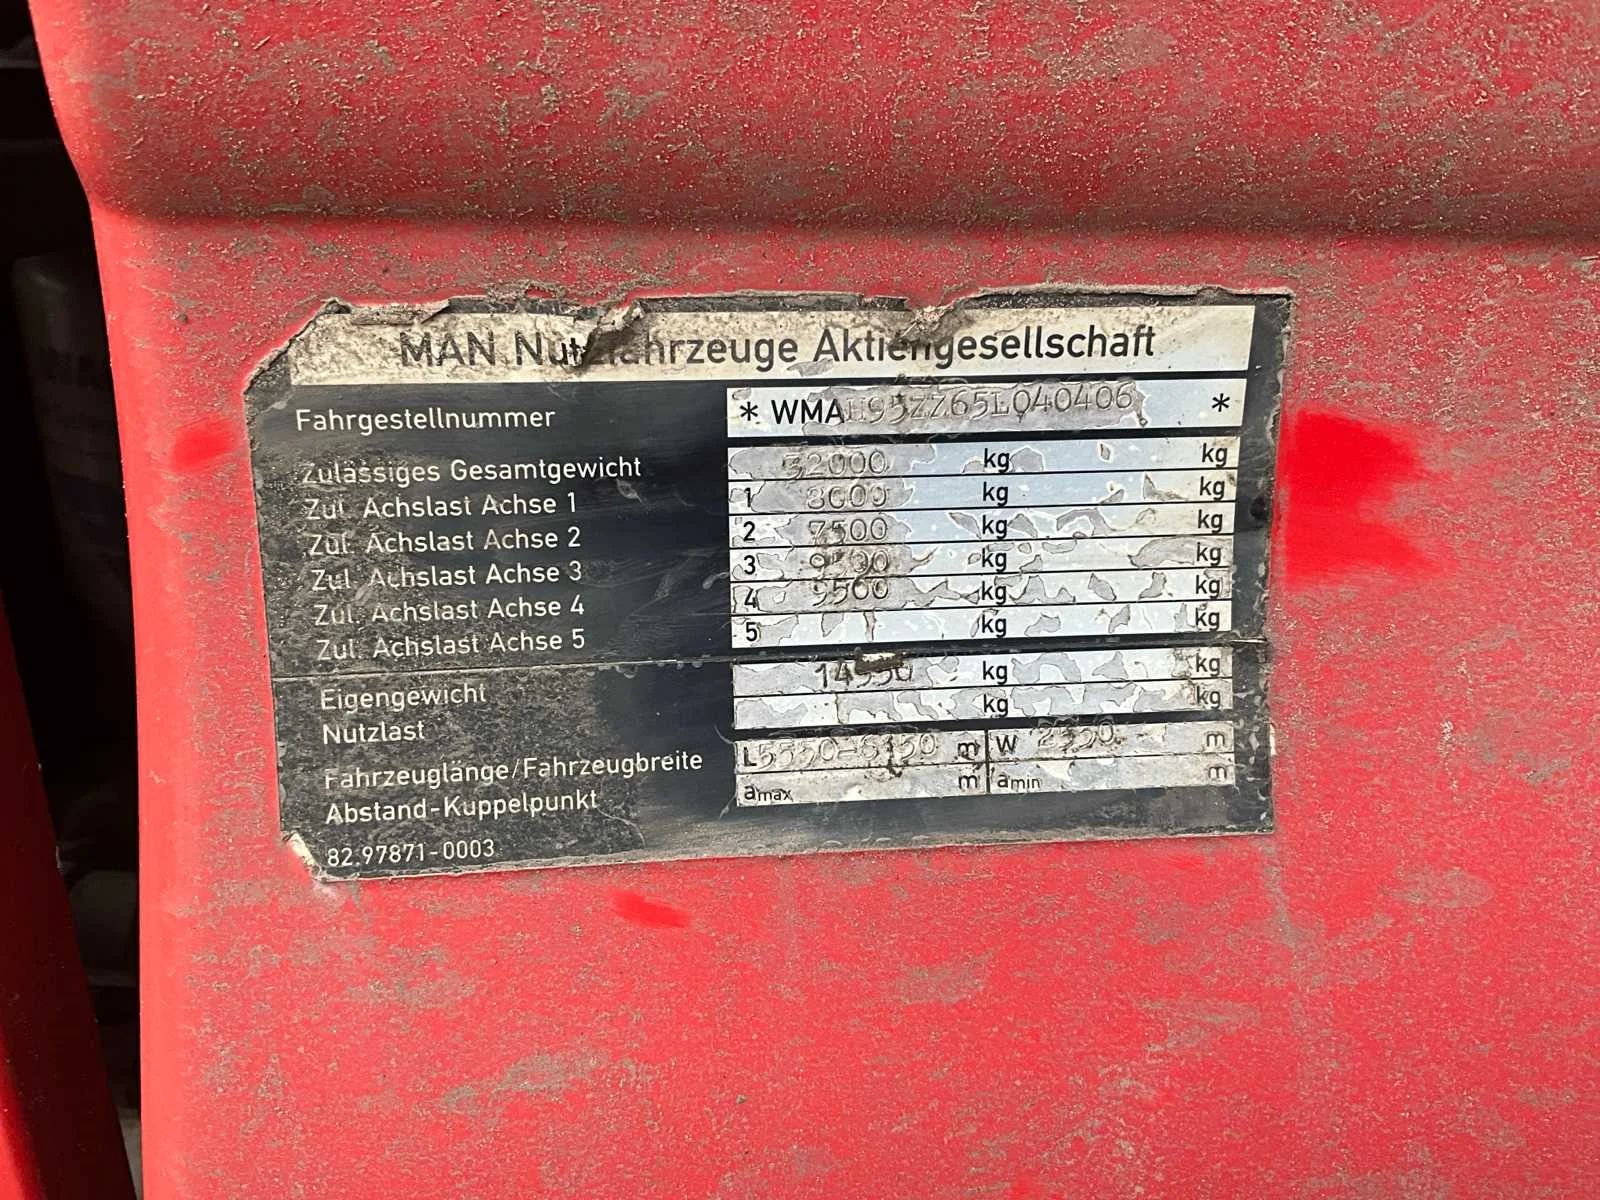 MAN Nutzfahrzeuge Aktiengesellschaft
Fahrgestellnummer * WMAH95ZZ65L040406 *
Zulässiges Gesamtgewicht 32000 kg kg
Zul. Achslast Achse 1 1 8000 kg kg
Zul. Achslast Achse 2 2 7500 kg kg
Zul. Achslast Achse 3 3 9500 kg kg
Zul. Achslast Achse 4 4 9500 kg kg
Zul. Achslast Achse 5 5 kg kg
Eigengewicht kg kg
Nutzlast kg kg
Fahrzeuglänge/Fahrzeugbreite L m W 2550 m
Abstand-Kuppelpunkt amax m amin m
82.97871-0003